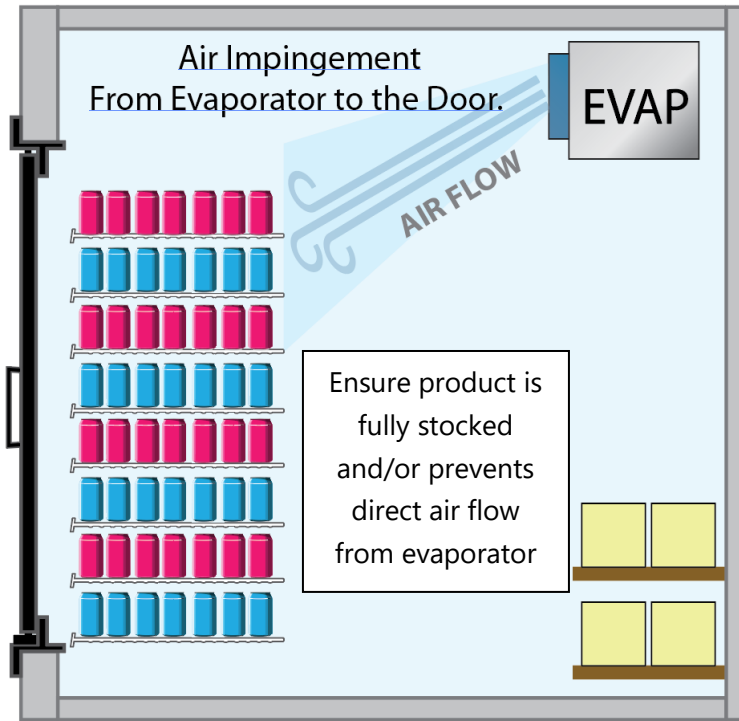 Air Impingement
From Evaporator to the Door.
EVAP
AIR FLOW
Ensure product is
fully stocked
and/or prevents
direct air flow
from evaporator